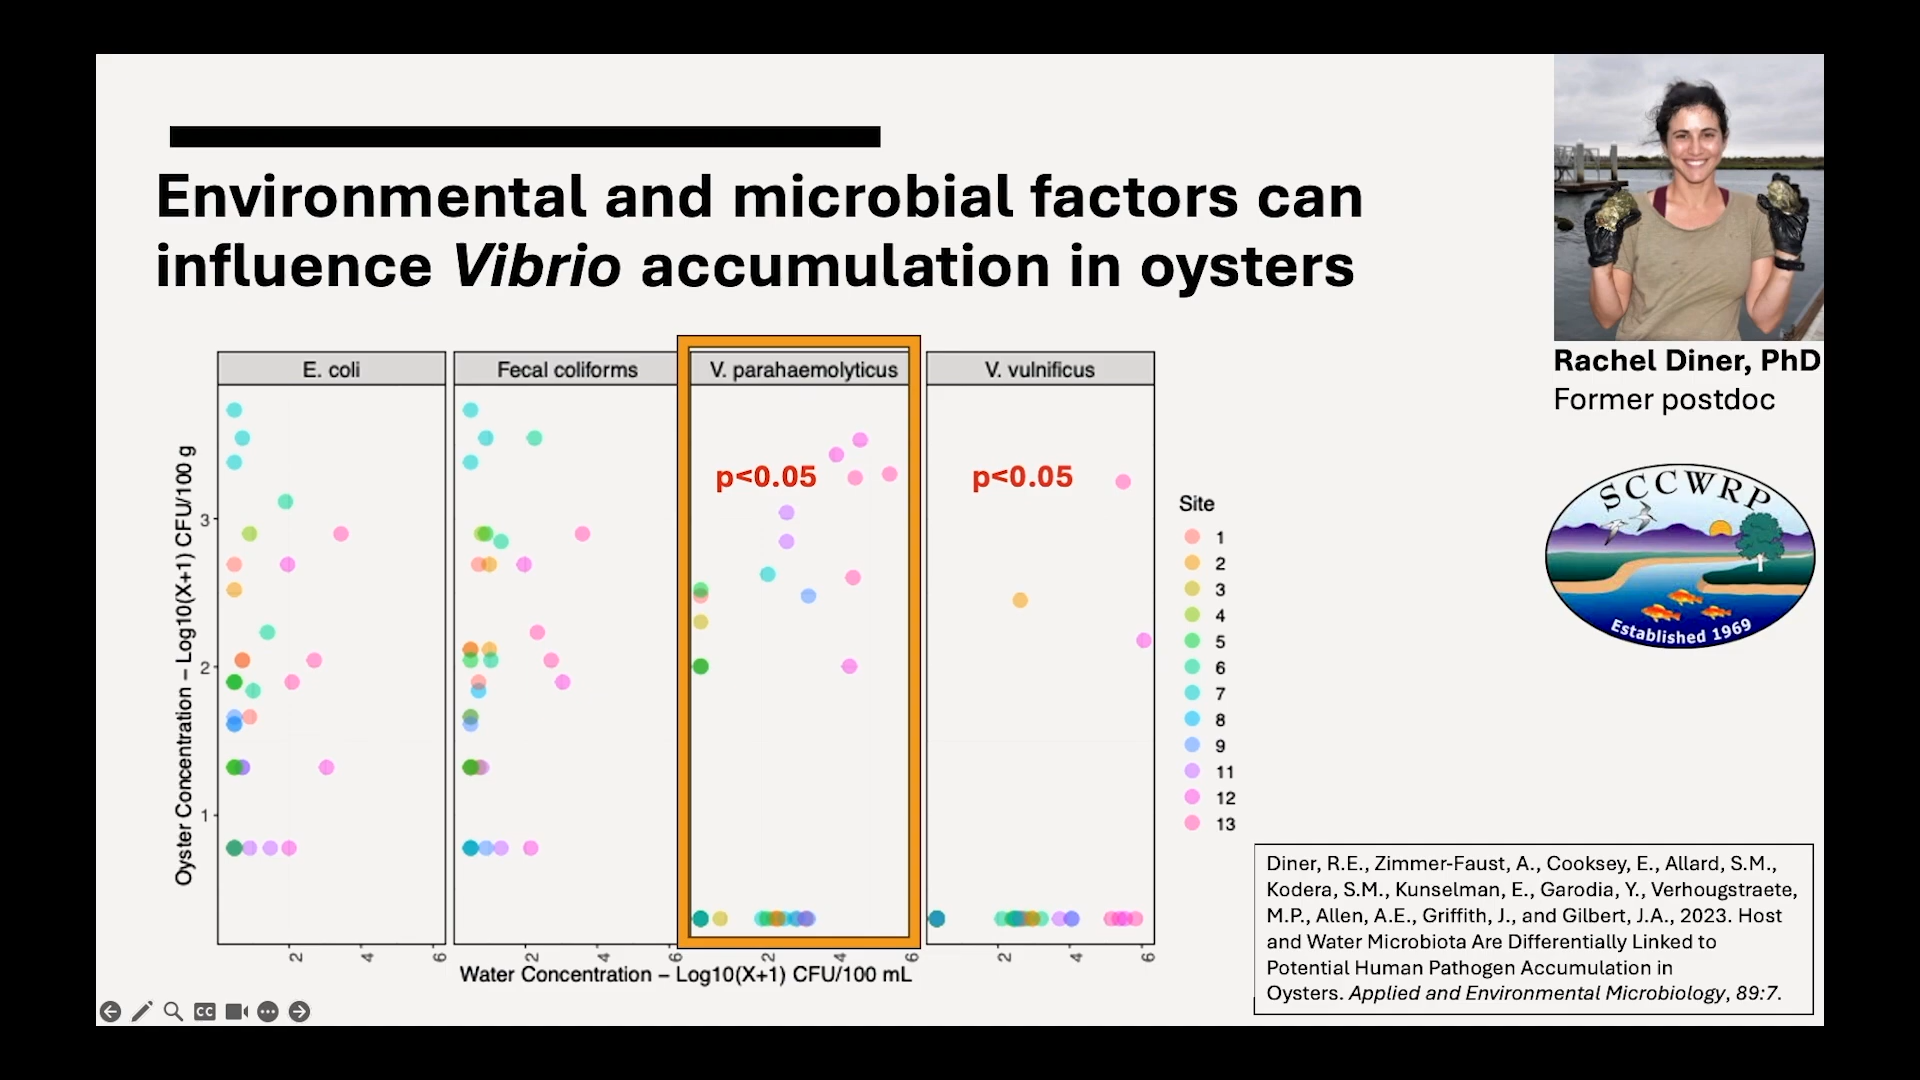 Environmental and microbial factors can
influence Vibrio accumulation in oysters
Rachel Diner, PhD
Former postdoc
SCCWRP
Established 1969
E. coli
Fecal coliforms
V. parahaemolyticus
V. vulnificus
p<0.05
p<0.05
Oyster Concentration – Log10(X+1) CFU/100 g
3
2
1
2
4
6
2
4
6
2
4
6
2
4
6
Water Concentration – Log10(X+1) CFU/100 mL
Site
1
2
3
4
5
6
7
8
9
11
12
13
Diner, R.E., Zimmer-Faust, A., Cooksey, E., Allard, S.M.,
Kodera, S.M., Kunselman, E., Garodia, Y., Verhougstraete,
M.P., Allen, A.E., Griffith, J., and Gilbert, J.A., 2023. Host
and Water Microbiota Are Differentially Linked to
Potential Human Pathogen Accumulation in
Oysters. Applied and Environmental Microbiology, 89:7.
CC